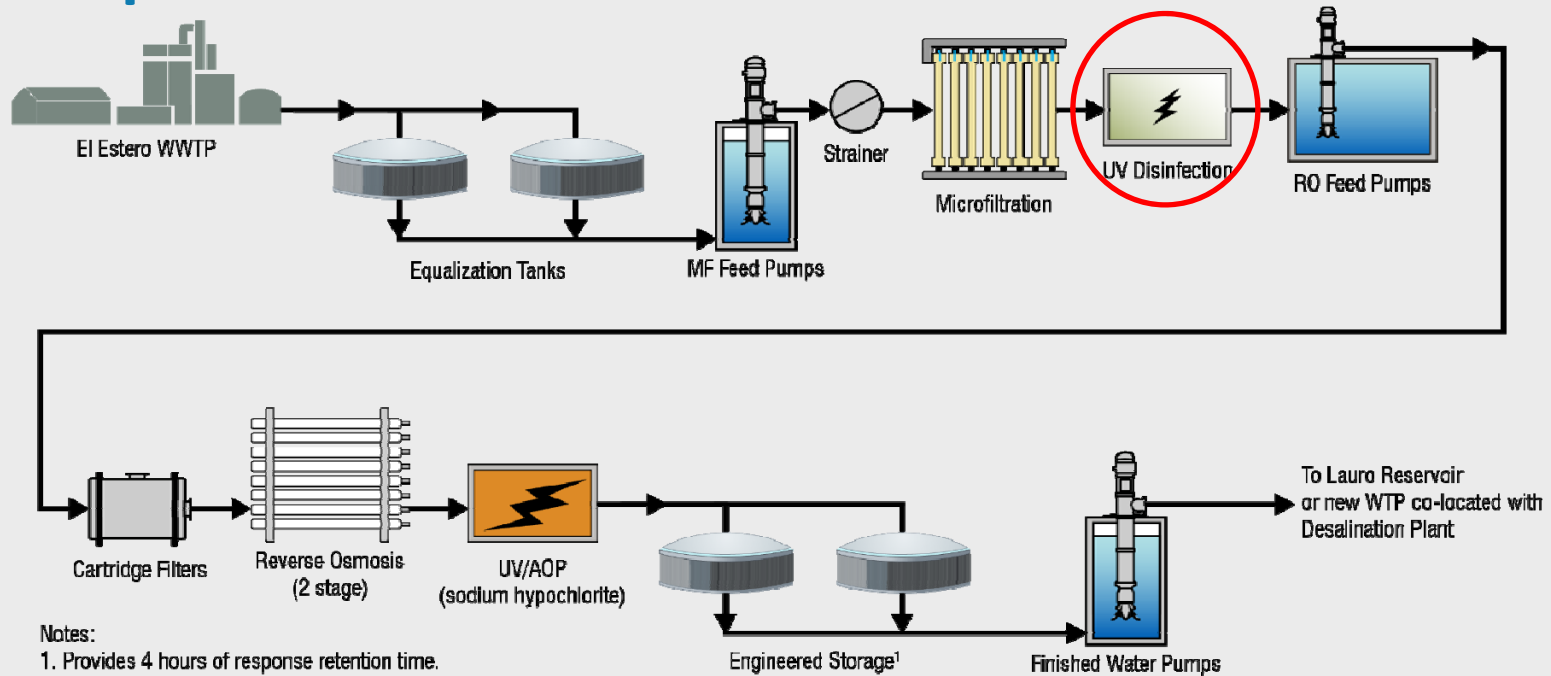 El Estero WWTP
Equalization Tanks
MF Feed Pumps
Strainer
Microfiltration
UV Disinfection
RO Feed Pumps
Cartridge Filters
Reverse Osmosis
(2 stage)
UV/AOP
(sodium hypochlorite)
Engineered Storage¹
Finished Water Pumps
To Lauro Reservoir
or new WTP co-located with
Desalination Plant
Notes:
1. Provides 4 hours of response retention time.